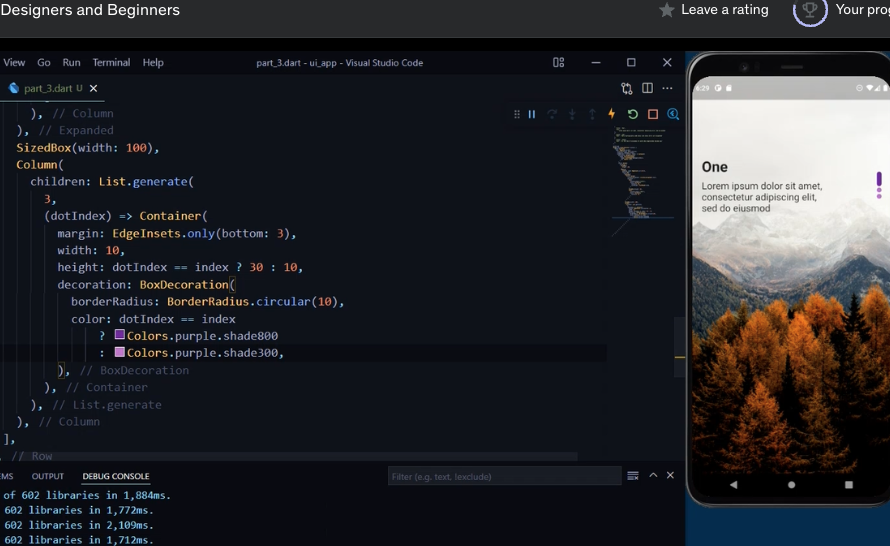 Designers and Beginners
Leave a rating
Your prog
View Go Run Terminal Help
part_3.dart - ui_app - Visual Studio Code
part_3.dart U
), // Column
), // Expanded
SizedBox(width: 100),
Column(
children: List.generate(
3,
(dotIndex) => Container(
margin: EdgeInsets.only(bottom: 3),
width: 10,
height: dotIndex == index ? 30 : 10,
decoration: BoxDecoration(
borderRadius: BorderRadius.circular(10),
color: dotIndex == index
? Colors.purple.shade800
: Colors.purple.shade300,
), // BoxDecoration
), // Container
), // List.generate
), // Column
],
// Row
EMS OUTPUT DEBUG CONSOLE
Filter (e.g. text, !exclude)
of 602 libraries in 1,884ms.
602 libraries in 1,772ms.
602 libraries in 2,109ms.
602 libraries in 1,712ms.
8:29
One
Lorem ipsum dolor sit amet,
consectetur adipiscing elit,
sed do eiusmod